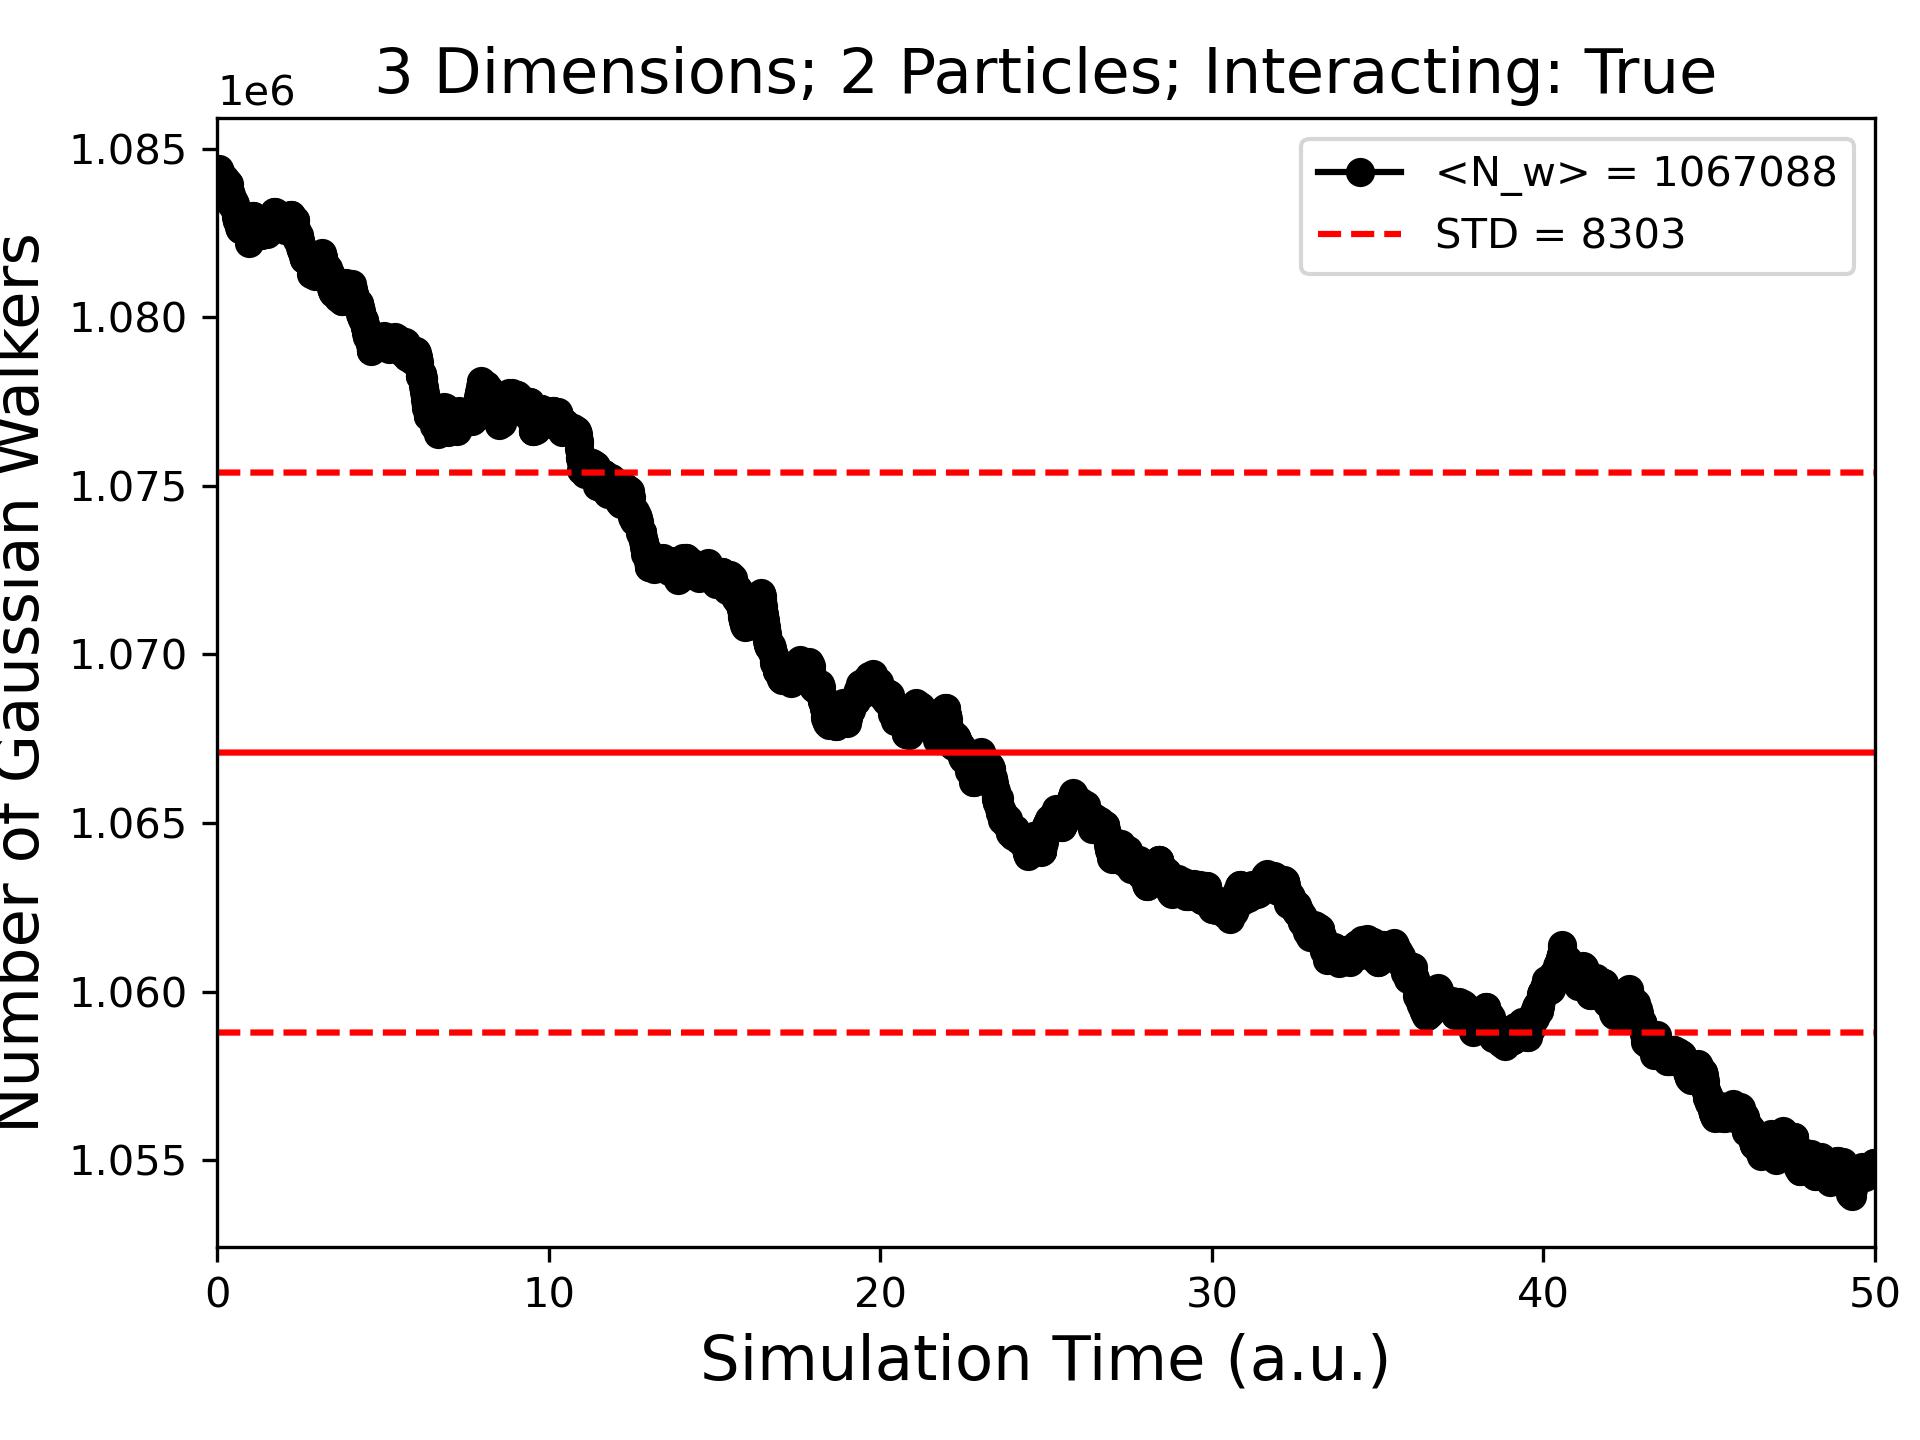 3 Dimensions; 2 Particles; Interacting: True
1e6
<N_w> = 1067088
STD = 8303
Number of Gaussian Walkers
1.085
1.080
1.075
1.070
1.065
1.060
1.055
0 10 20 30 40 50
Simulation Time (a.u.)